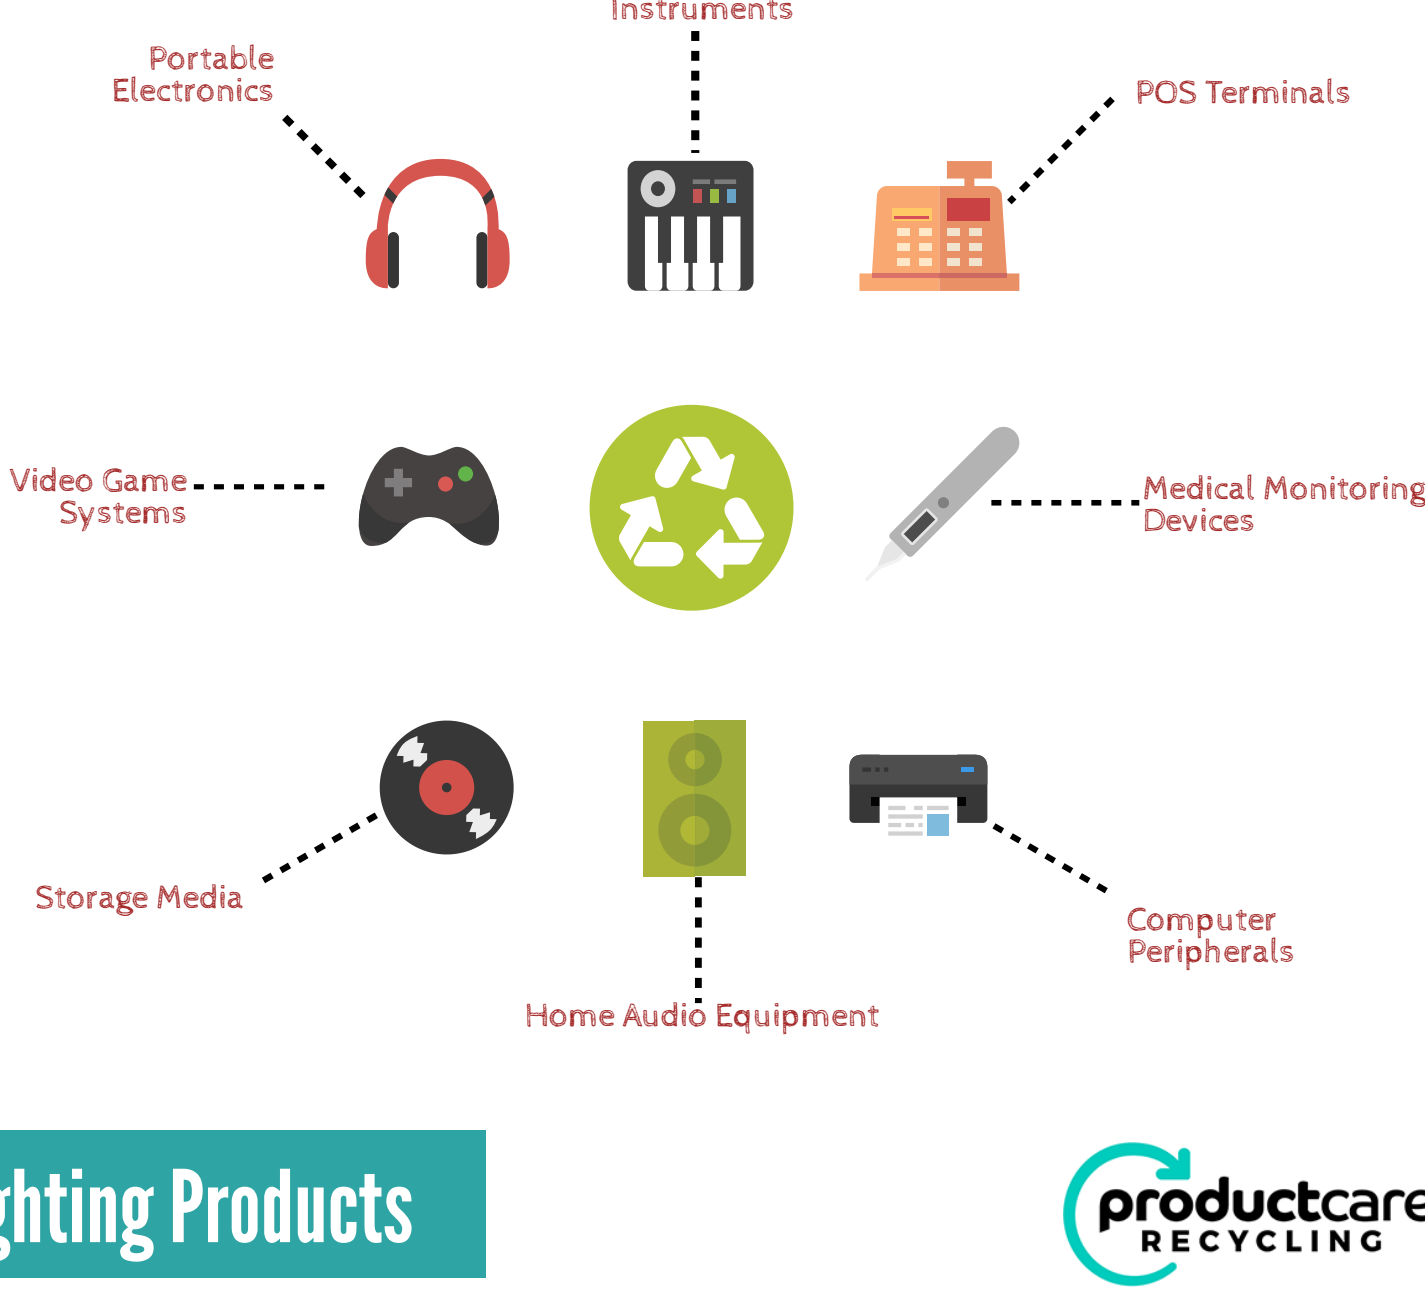 Instruments
Portable
Electronics
POS Terminals
Video Game
Systems
Medical Monitoring
Devices
Storage Media
Computer
Peripherals
Home Audio Equipment
ghting Products
productcare
RECYCLING